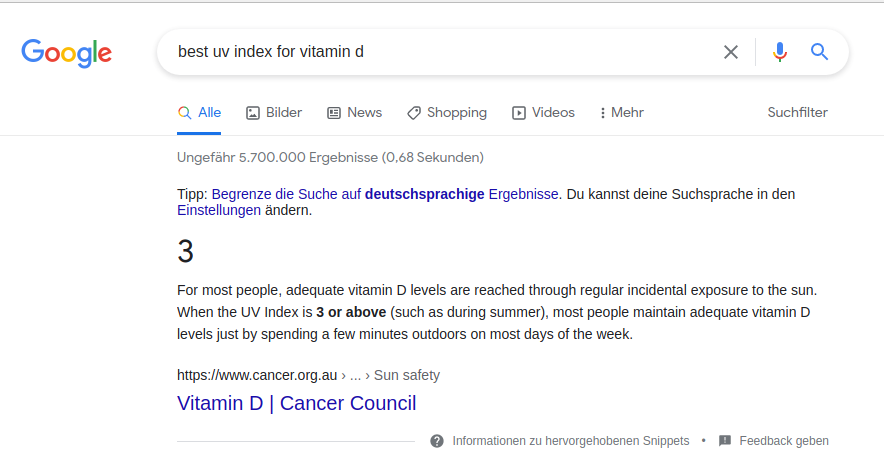 Google
best uv index for vitamin d
Alle Bilder News Shopping Videos Mehr Suchfilter
Ungefähr 5.700.000 Ergebnisse (0,68 Sekunden)
Tipp: Begrenze die Suche auf deutschsprachige Ergebnisse. Du kannst deine Suchsprache in den
Einstellungen ändern.
3
For most people, adequate vitamin D levels are reached through regular incidental exposure to the sun.
When the UV Index is 3 or above (such as during summer), most people maintain adequate vitamin D
levels just by spending a few minutes outdoors on most days of the week.
https://www.cancer.org.au › ... › Sun safety
Vitamin D | Cancer Council
Informationen zu hervorgehobenen Snippets • Feedback geben